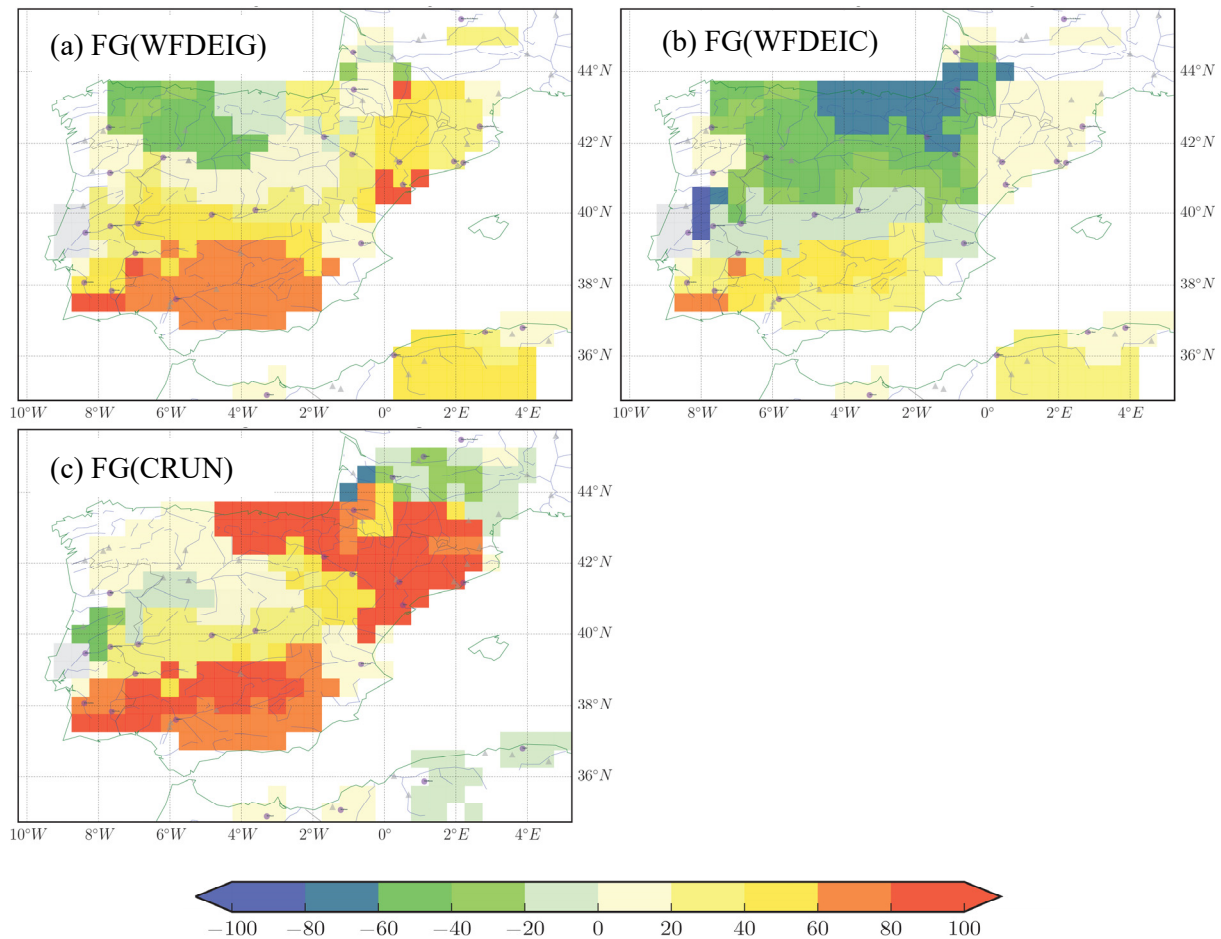 (a) FG(WFDEIG)
(b) FG(WFDEIC)
44°N
44°N
42°N
42°N
40°N
40°N
38°N
38°N
36°N
36°N
10°W 8°W 6°W 4°W 2°W 0° 2°E 4°E
10°W 8°W 6°W 4°W 2°W 0° 2°E 4°E
(c) FG(CRUN)
44°N
42°N
40°N
38°N
36°N
10°W 8°W 6°W 4°W 2°W 0° 2°E 4°E
−100 −80 −60 −40 −20 0 20 40 60 80 100